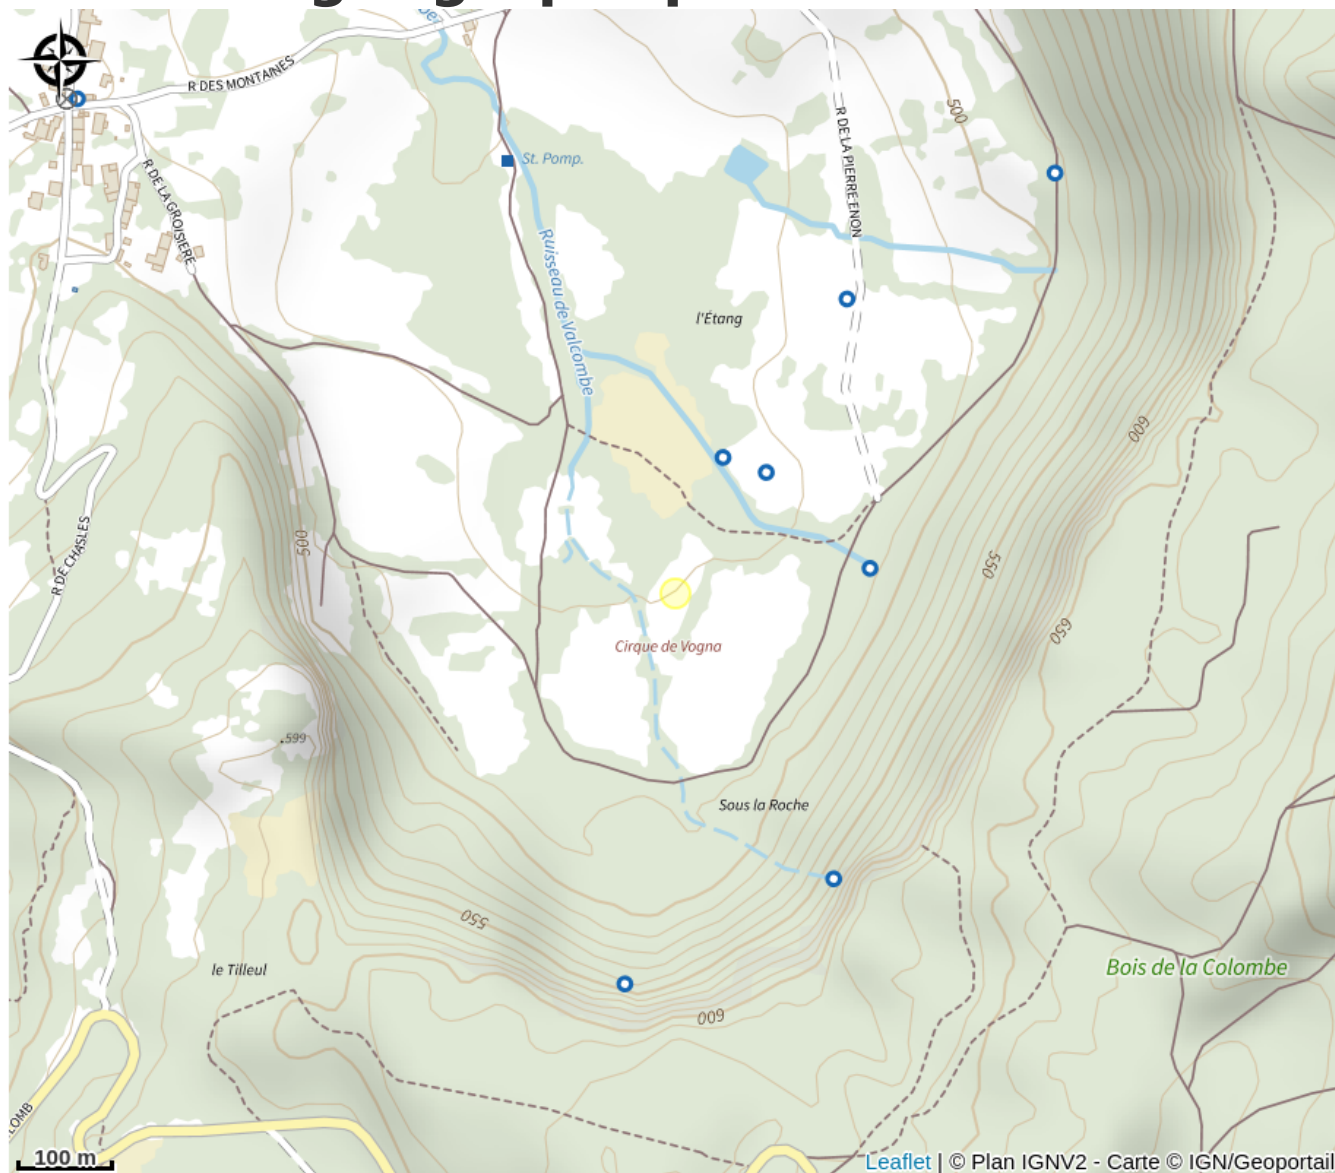 R DES MONTAINES
500
St. Pomp.
R DE LA PIERRE ENON
R DE LA GROISIERE
Ruisseau de Valcombe
l'Étang
600
500
R DE CHASLES
550
650
Cirque de Vogna
.599
Sous la Roche
550
le Tilleul
Bois de la Colombe
600
LOMB
100 m
Leaflet | © Plan IGNV2 - Carte © IGN/Geoportail